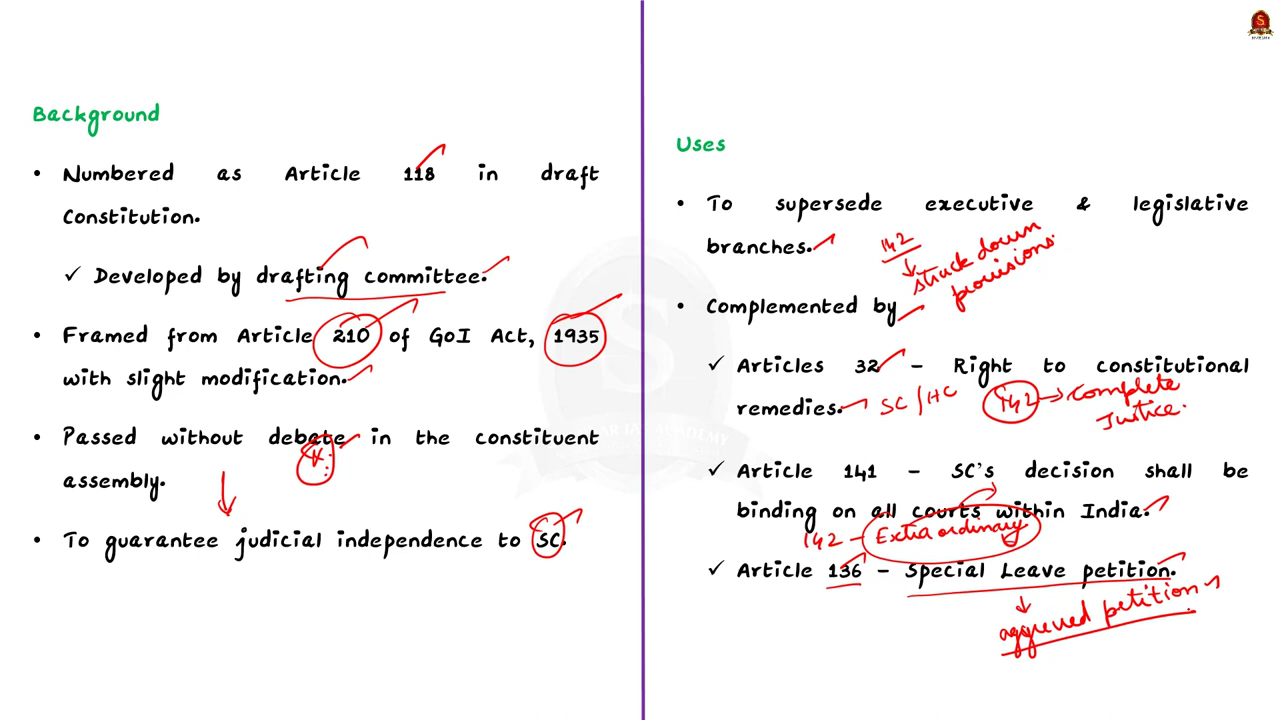 Background
• Numbered as Article 118 in draft
Constitution.
✓ Developed by drafting committee.
• Framed from Article 210 of GoI Act, 1935
with slight modification.
• Passed without debate in the constituent
assembly.
• To guarantee judicial independence to SC.
Uses
• To supersede executive & legislative
branches.
142
struck down
provisions.
• Complemented by
✓ Articles 32 – Right to constitutional
remedies.
SC / HC
142 → complete
Justice.
✓ Article 141 – SC's decision shall be
binding on all courts within India.
142 – Extra ordinary
✓ Article 136 – Special Leave petition.
aggreved petition